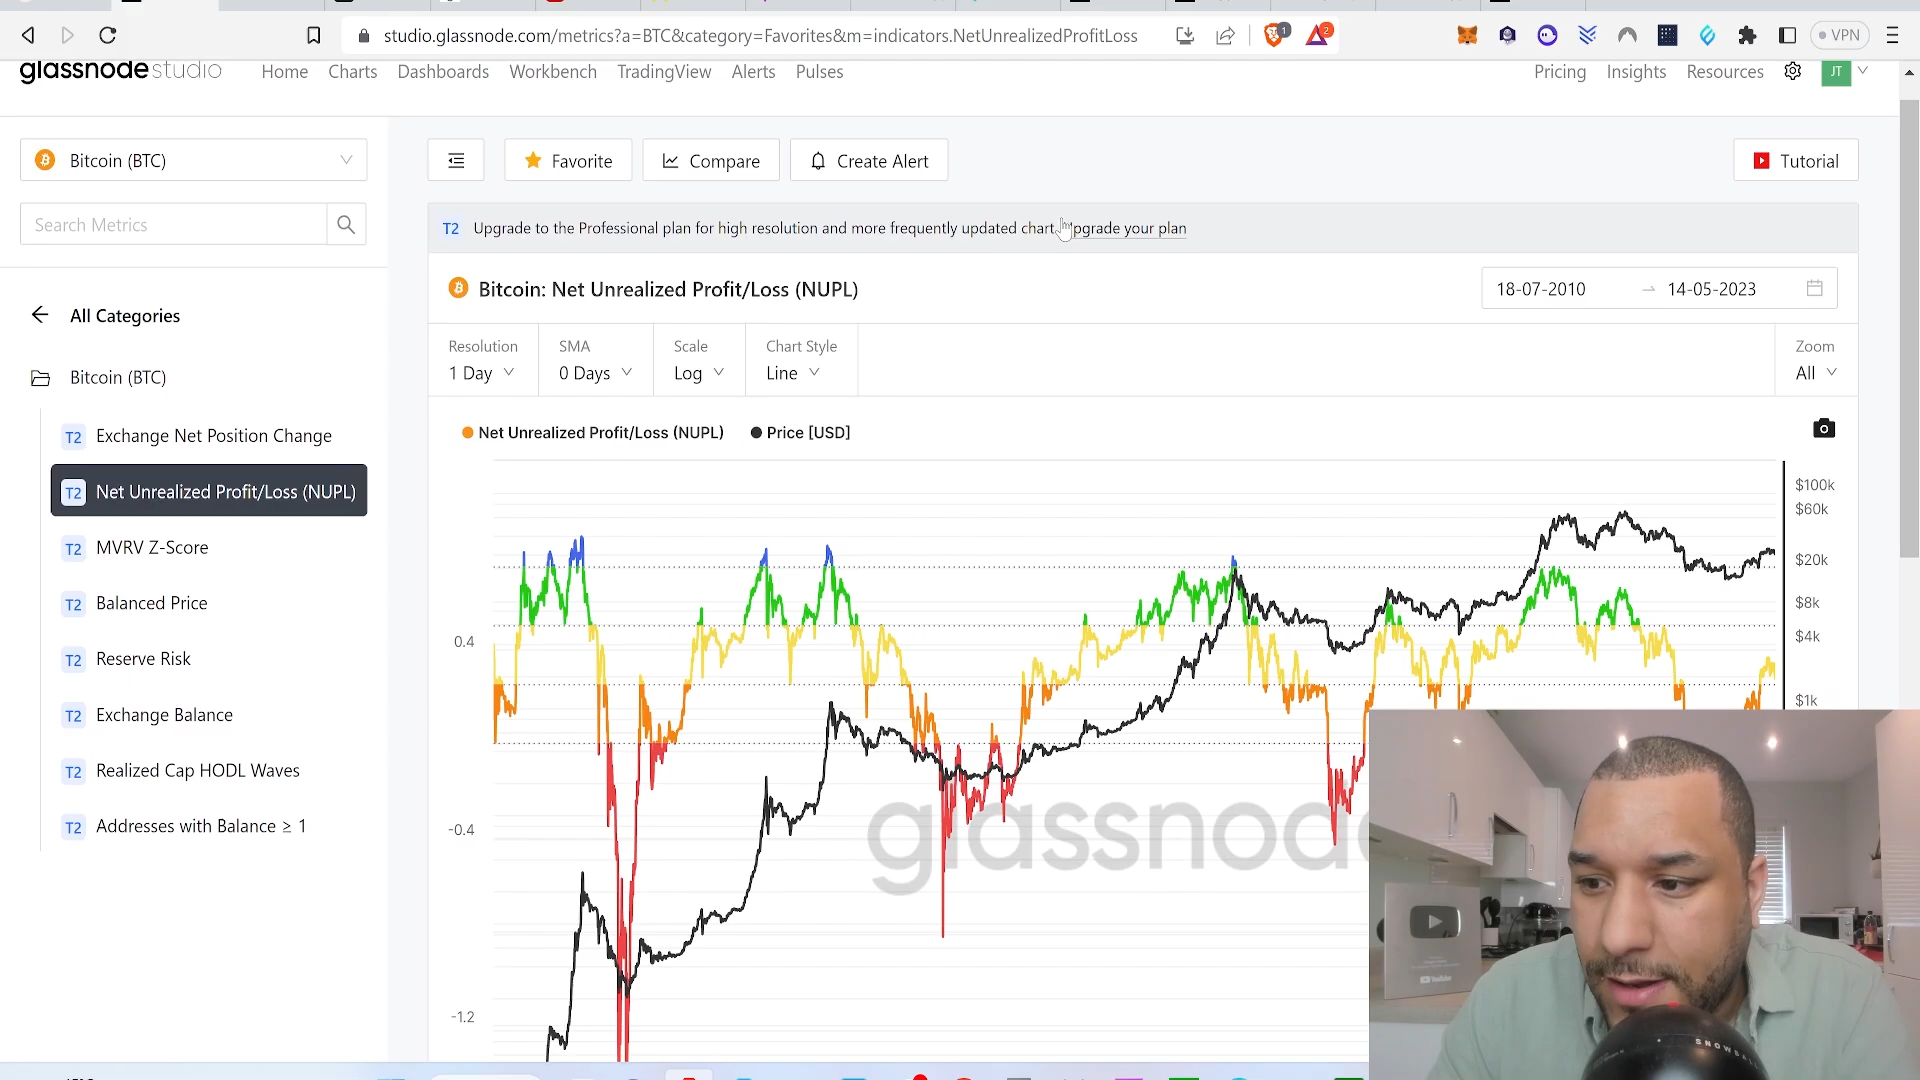 studio.glassnode.com/metrics?a=BTC&category=Favorites&m=indicators.NetUnrealizedProfitLoss
1
2
VPN
glassnode studio
Home
Charts
Dashboards
Workbench
TradingView
Alerts
Pulses
Pricing
Insights
Resources
JT
Bitcoin (BTC)
Favorite
Compare
Create Alert
Tutorial
Search Metrics
T2 Upgrade to the Professional plan for high resolution and more frequently updated chart pgrade your plan
Bitcoin: Net Unrealized Profit/Loss (NUPL)
18-07-2010
14-05-2023
All Categories
Resolution
SMA
Scale
Chart Style
Zoom
1 Day
0 Days
Log
Line
All
Bitcoin (BTC)
T2 Exchange Net Position Change
T2 Net Unrealized Profit/Loss (NUPL)
T2 MVRV Z-Score
T2 Balanced Price
T2 Reserve Risk
T2 Exchange Balance
T2 Realized Cap HODL Waves
T2 Addresses with Balance ≥ 1
Net Unrealized Profit/Loss (NUPL)
Price [USD]
$100k
$60k
$20k
$8k
$4k
$1k
0.4
-0.4
-1.2
glassnode
YouTube